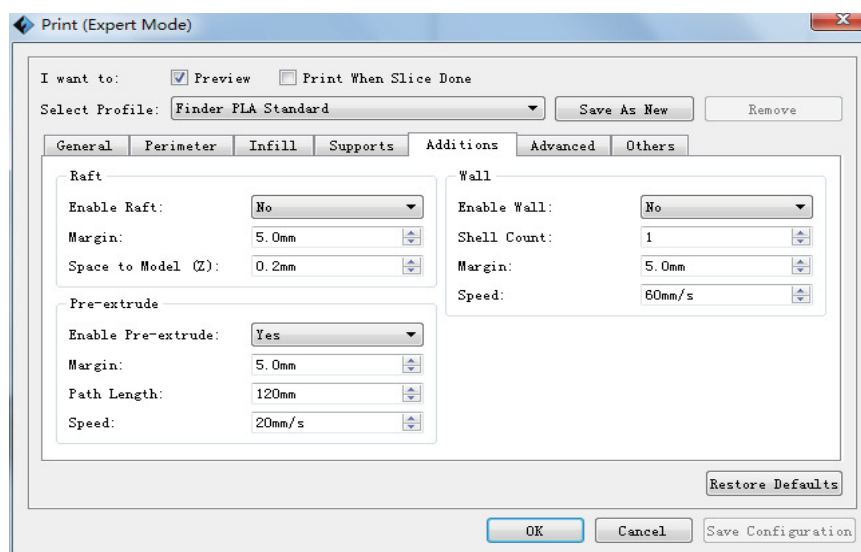 Print (Expert Mode)
I want to: Preview Print When Slice Done
Select Profile: Finder PLA Standard Save As New Remove
General Perimeter Infill Supports Additions Advanced Others
Raft
Enable Raft: No
Margin: 5.0mm
Space to Model (Z): 0.2mm
Pre-extrude
Enable Pre-extrude: Yes
Margin: 5.0mm
Path Length: 120mm
Speed: 20mm/s
Wall
Enable Wall: No
Shell Count: 1
Margin: 5.0mm
Speed: 60mm/s
Restore Defaults
OK Cancel Save Configuration